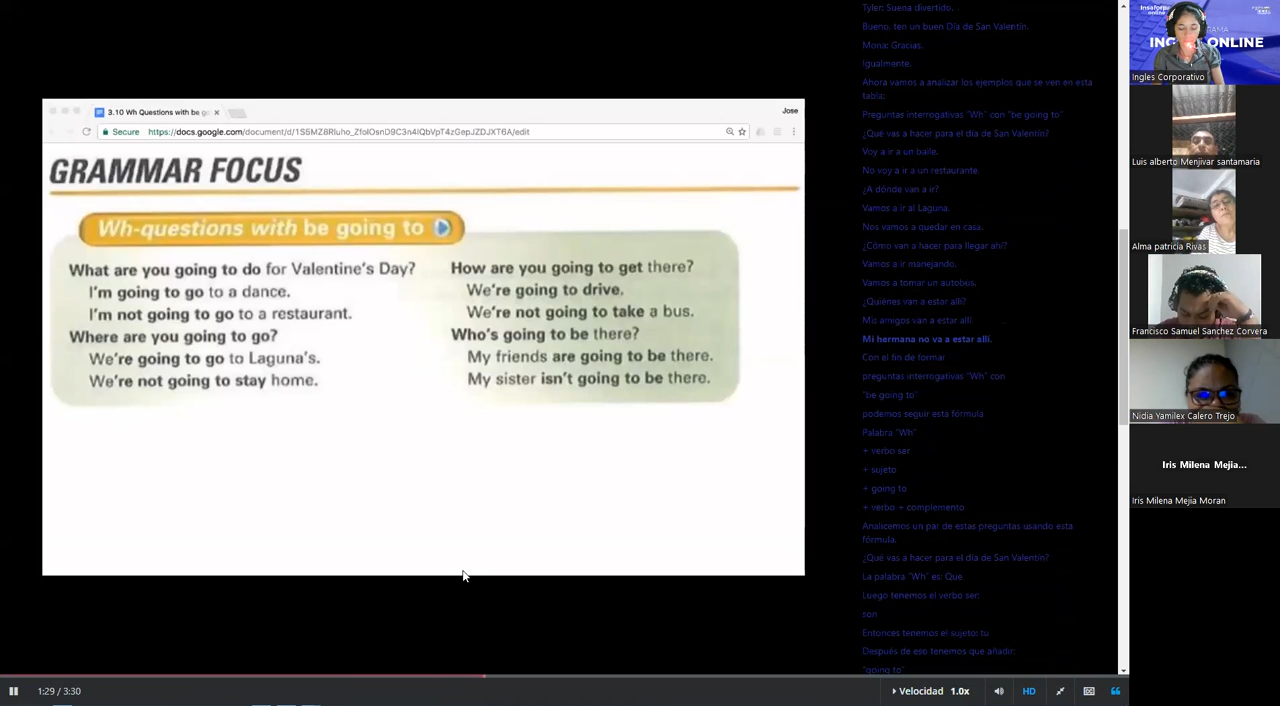 3.10 Wh Questions with be go
Jose
Secure
https://docs.google.com/document/d/1S5MZ8Rluho_ZfoIOsnD9C3n4lQbVpT4zGepJZDJXT6A/edit
GRAMMAR FOCUS
Wh-questions with be going to
What are you going to do for Valentine's Day?
I'm going to go to a dance.
I'm not going to go to a restaurant.
Where are you going to go?
We're going to go to Laguna's.
We're not going to stay home.
How are you going to get there?
We're going to drive.
We're not going to take a bus.
Who's going to be there?
My friends are going to be there.
My sister isn't going to be there.
Tyler: Suena divertido.
Bueno, ten un buen Día de San Valentín.
Mona: Gracias.
Igualmente.
Ahora vamos a analizar los ejemplos que se ven en esta
tabla:
Preguntas interrogativas "Wh" con "be going to"
¿Qué vas a hacer para el día de San Valentín?
Voy a ir a un baile.
No voy a ir a un restaurante.
¿A dónde van a ir?
Vamos a ir al Laguna.
Nos vamos a quedar en casa.
¿Cómo van a hacer para llegar ahí?
Vamos a ir manejando.
Vamos a tomar un autobús.
¿Quiénes van a estar allí?
Mis amigos van a estar allí.
Mi hermana no va a estar allí.
Con el fin de formar
preguntas interrogativas "Wh" con
"be going to"
podemos seguir esta fórmula
Palabra "Wh"
+ verbo ser
+ sujeto
+ going to
+ verbo + complemento
Analicemos un par de estas preguntas usando esta
fórmula.
¿Qué vas a hacer para el día de San Valentín?
La palabra "Wh" es: Que
Luego tenemos el verbo ser:
son
Entonces tenemos el sujeto: tu
Después de eso tenemos que añadir:
"going to"
1:29 / 3:30
Velocidad 1.0x
HD
online
ONLINE
Ingles Corporativo
Luis alberto Menjivar santamaria
Alma patricia Rivas
Francisco Samuel Sanchez Corvera
Nidia Yamilex Calero Trejo
Iris Milena Mejia...
Iris Milena Mejia Moran